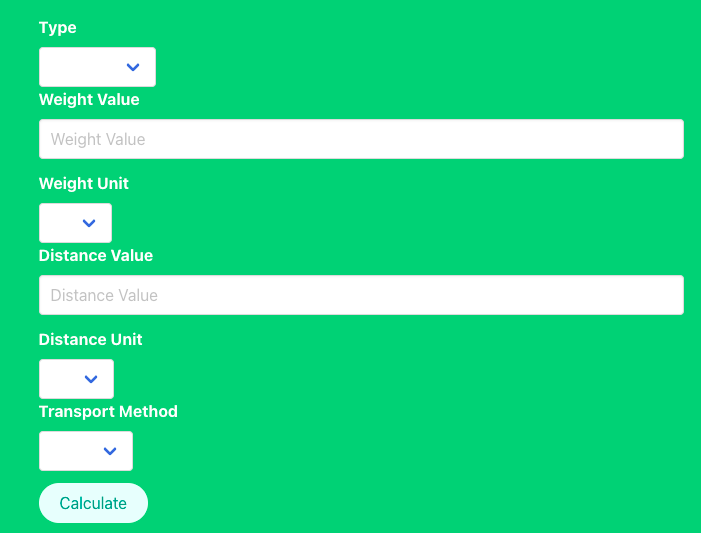 Type
Weight Value
Weight Value
Weight Unit
Distance Value
Distance Value
Distance Unit
Transport Method
Calculate